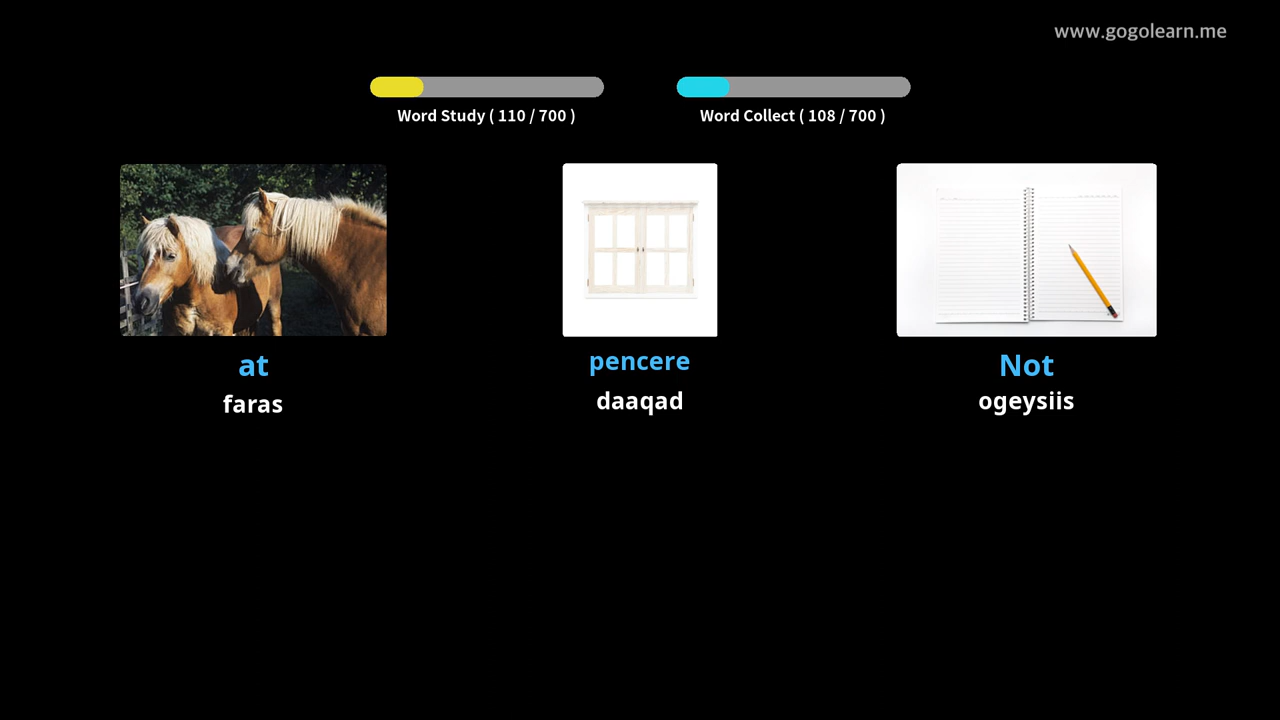 www.gogolearn.me
Word Study ( 110 / 700 )
Word Collect ( 108 / 700 )
at
faras
pencere
daaqad
Not
ogeysiis